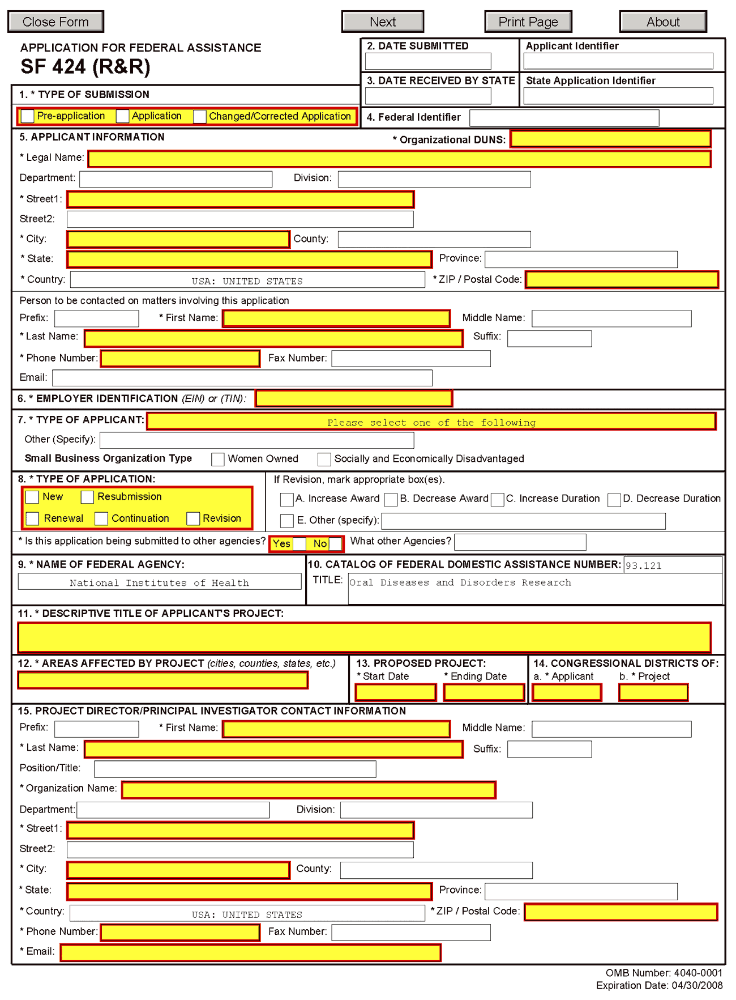 Close Form Next Print Page About
APPLICATION FOR FEDERAL ASSISTANCE
SF 424 (R&R)
2. DATE SUBMITTED Applicant Identifier
3. DATE RECEIVED BY STATE State Application Identifier
1. * TYPE OF SUBMISSION
Pre-application Application Changed/Corrected Application
4. Federal Identifier
5. APPLICANT INFORMATION * Organizational DUNS:
* Legal Name:
Department: Division:
* Street1:
Street2:
* City: County:
* State: Province:
* Country: USA: UNITED STATES * ZIP / Postal Code:
Person to be contacted on matters involving this application
Prefix: * First Name: Middle Name:
* Last Name: Suffix:
* Phone Number: Fax Number:
Email:
6. * EMPLOYER IDENTIFICATION (EIN) or (TIN):
7. * TYPE OF APPLICANT: Please select one of the following
Other (Specify):
Small Business Organization Type Women Owned Socially and Economically Disadvantaged
8. * TYPE OF APPLICATION: If Revision, mark appropriate box(es).
New Resubmission A. Increase Award B. Decrease Award C. Increase Duration D. Decrease Duration
Renewal Continuation Revision E. Other (specify):
* Is this application being submitted to other agencies? Yes No What other Agencies?
9. * NAME OF FEDERAL AGENCY: 10. CATALOG OF FEDERAL DOMESTIC ASSISTANCE NUMBER: 93.121
National Institutes of Health TITLE: Oral Diseases and Disorders Research
11. * DESCRIPTIVE TITLE OF APPLICANT'S PROJECT:
12. * AREAS AFFECTED BY PROJECT (cities, counties, states, etc.) 13. PROPOSED PROJECT: 14. CONGRESSIONAL DISTRICTS OF:
* Start Date * Ending Date a. * Applicant b. * Project
15. PROJECT DIRECTOR/PRINCIPAL INVESTIGATOR CONTACT INFORMATION
Prefix: * First Name: Middle Name:
* Last Name: Suffix:
Position/Title:
* Organization Name:
Department: Division:
* Street1:
Street2:
* City: County:
* State: Province:
* Country: USA: UNITED STATES * ZIP / Postal Code:
* Phone Number: Fax Number:
* Email:
OMB Number: 4040-0001
Expiration Date: 04/30/2008